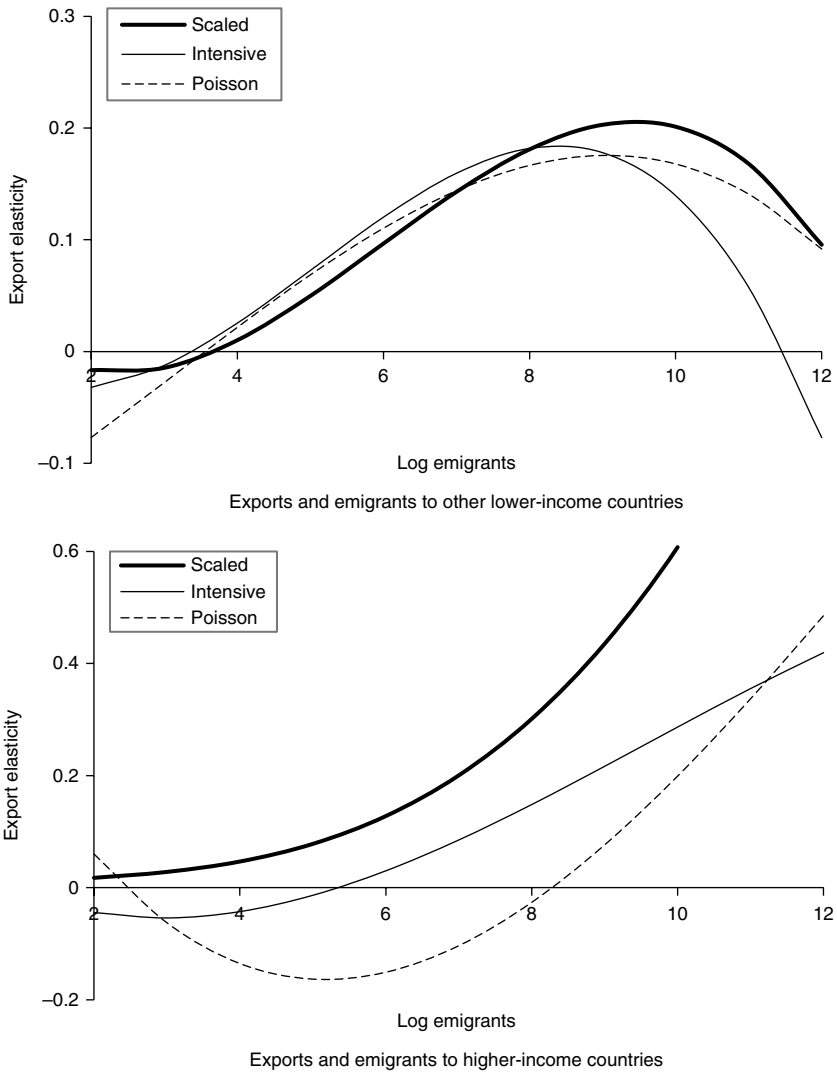 0.3
Scaled
Intensive
Poisson
0.2
0.1
0
2 4 6 8 10 12
–0.1
Export elasticity
Log emigrants
Exports and emigrants to other lower-income countries
0.6
Scaled
Intensive
Poisson
0.4
0.2
0
2 4 6 8 10 12
–0.2
Export elasticity
Log emigrants
Exports and emigrants to higher-income countries